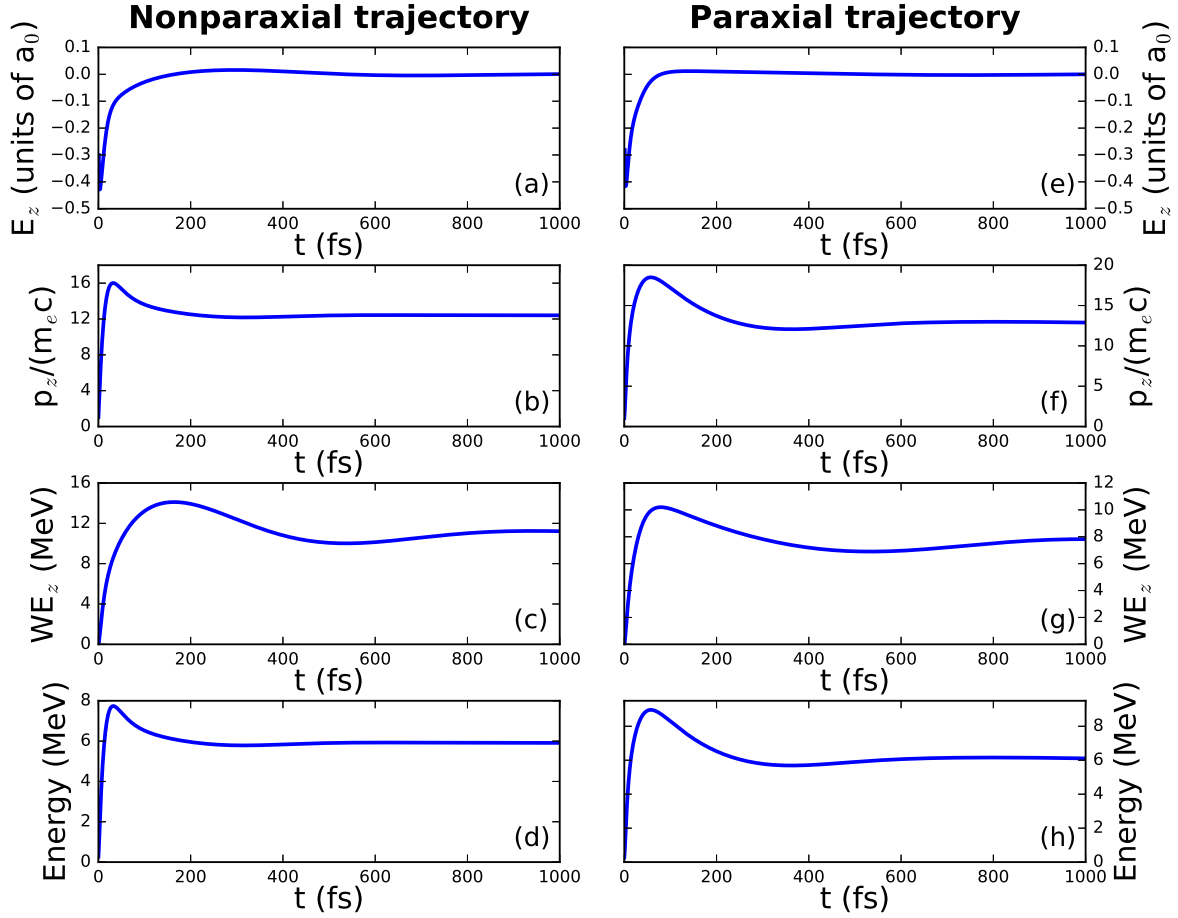 Nonparaxial trajectory
Paraxial trajectory
E_z (units of a_0)
0.1
0.0
−0.1
−0.2
−0.3
−0.4
−0.5
(a)
0 200 400 600 800 1000
t (fs)
(e)
0.1
0.0
−0.1
−0.2
−0.3
−0.4
−0.5
E_z (units of a_0)
0 200 400 600 800 1000
t (fs)
p_z/(m_e c)
16
12
8
4
0
(b)
0 200 400 600 800 1000
t (fs)
(f)
20
15
10
5
0
p_z/(m_e c)
0 200 400 600 800 1000
t (fs)
WE_z (MeV)
16
12
8
4
0
(c)
0 200 400 600 800 1000
t (fs)
(g)
12
10
8
6
4
2
0
WE_z (MeV)
0 200 400 600 800 1000
t (fs)
Energy (MeV)
8
6
4
2
0
(d)
0 200 400 600 800 1000
t (fs)
(h)
8
6
4
2
0
Energy (MeV)
0 200 400 600 800 1000
t (fs)